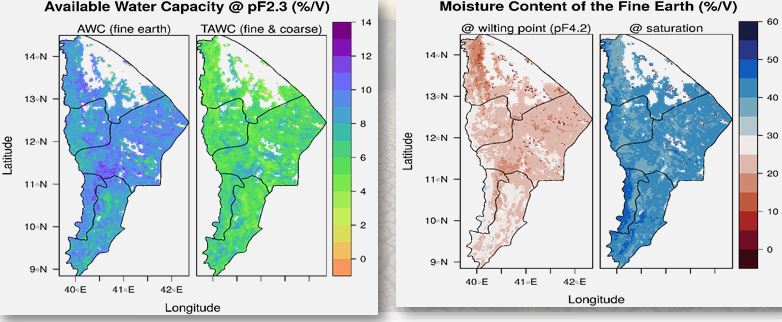 Available Water Capacity @ pF2.3 (%/V)
AWC (fine earth) TAWC (fine & coarse)
14
12
10
8
6
4
2
0
14°N
13°N
12°N
11°N
10°N
9°N
Latitude
40°E 41°E 42°E
Longitude
Moisture Content of the Fine Earth (%/V)
@ wilting point (pF4.2) @ saturation
60
50
40
30
20
10
0
14°N
13°N
12°N
11°N
10°N
9°N
Latitude
40°E 41°E 42°E
Longitude